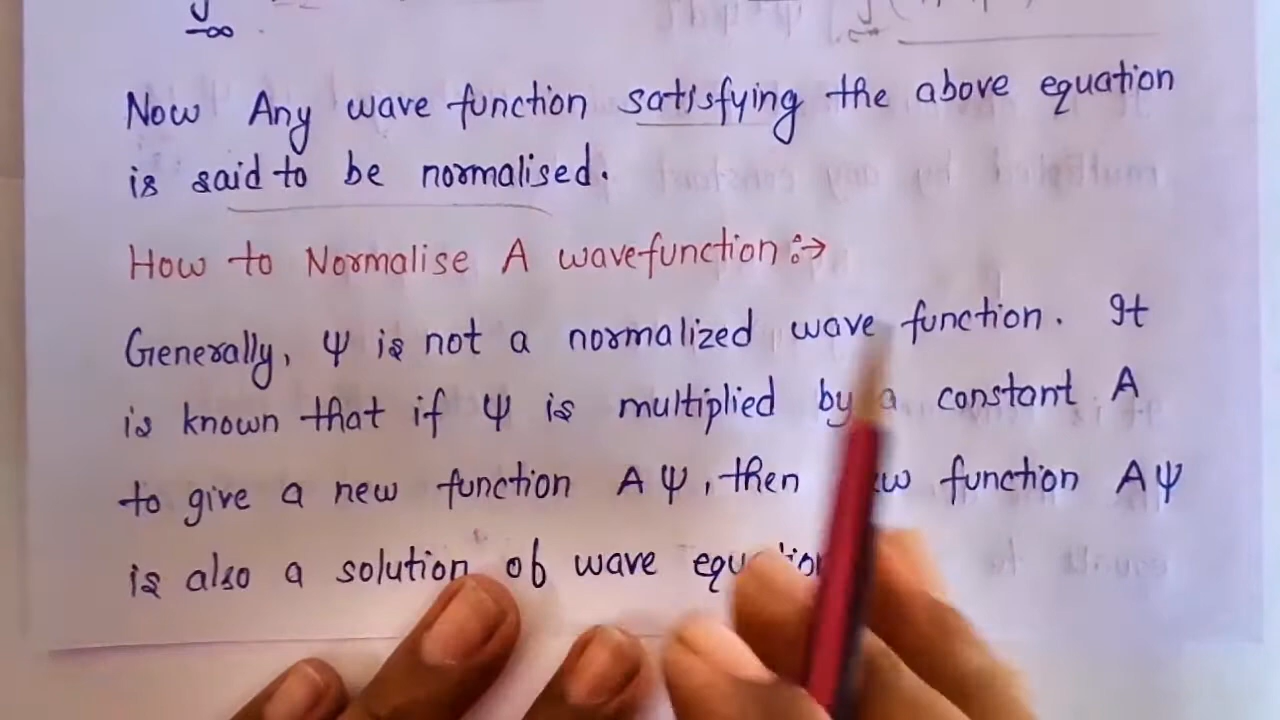 -∞
Now Any wave function satisfying the above equation
is said to be normalised.
How to Normalise A wavefunction :→
Generally, ψ is not a normalized wave function. It
is known that if ψ is multiplied by a constant A
to give a new function Aψ, then function Aψ
is also a solution of wave